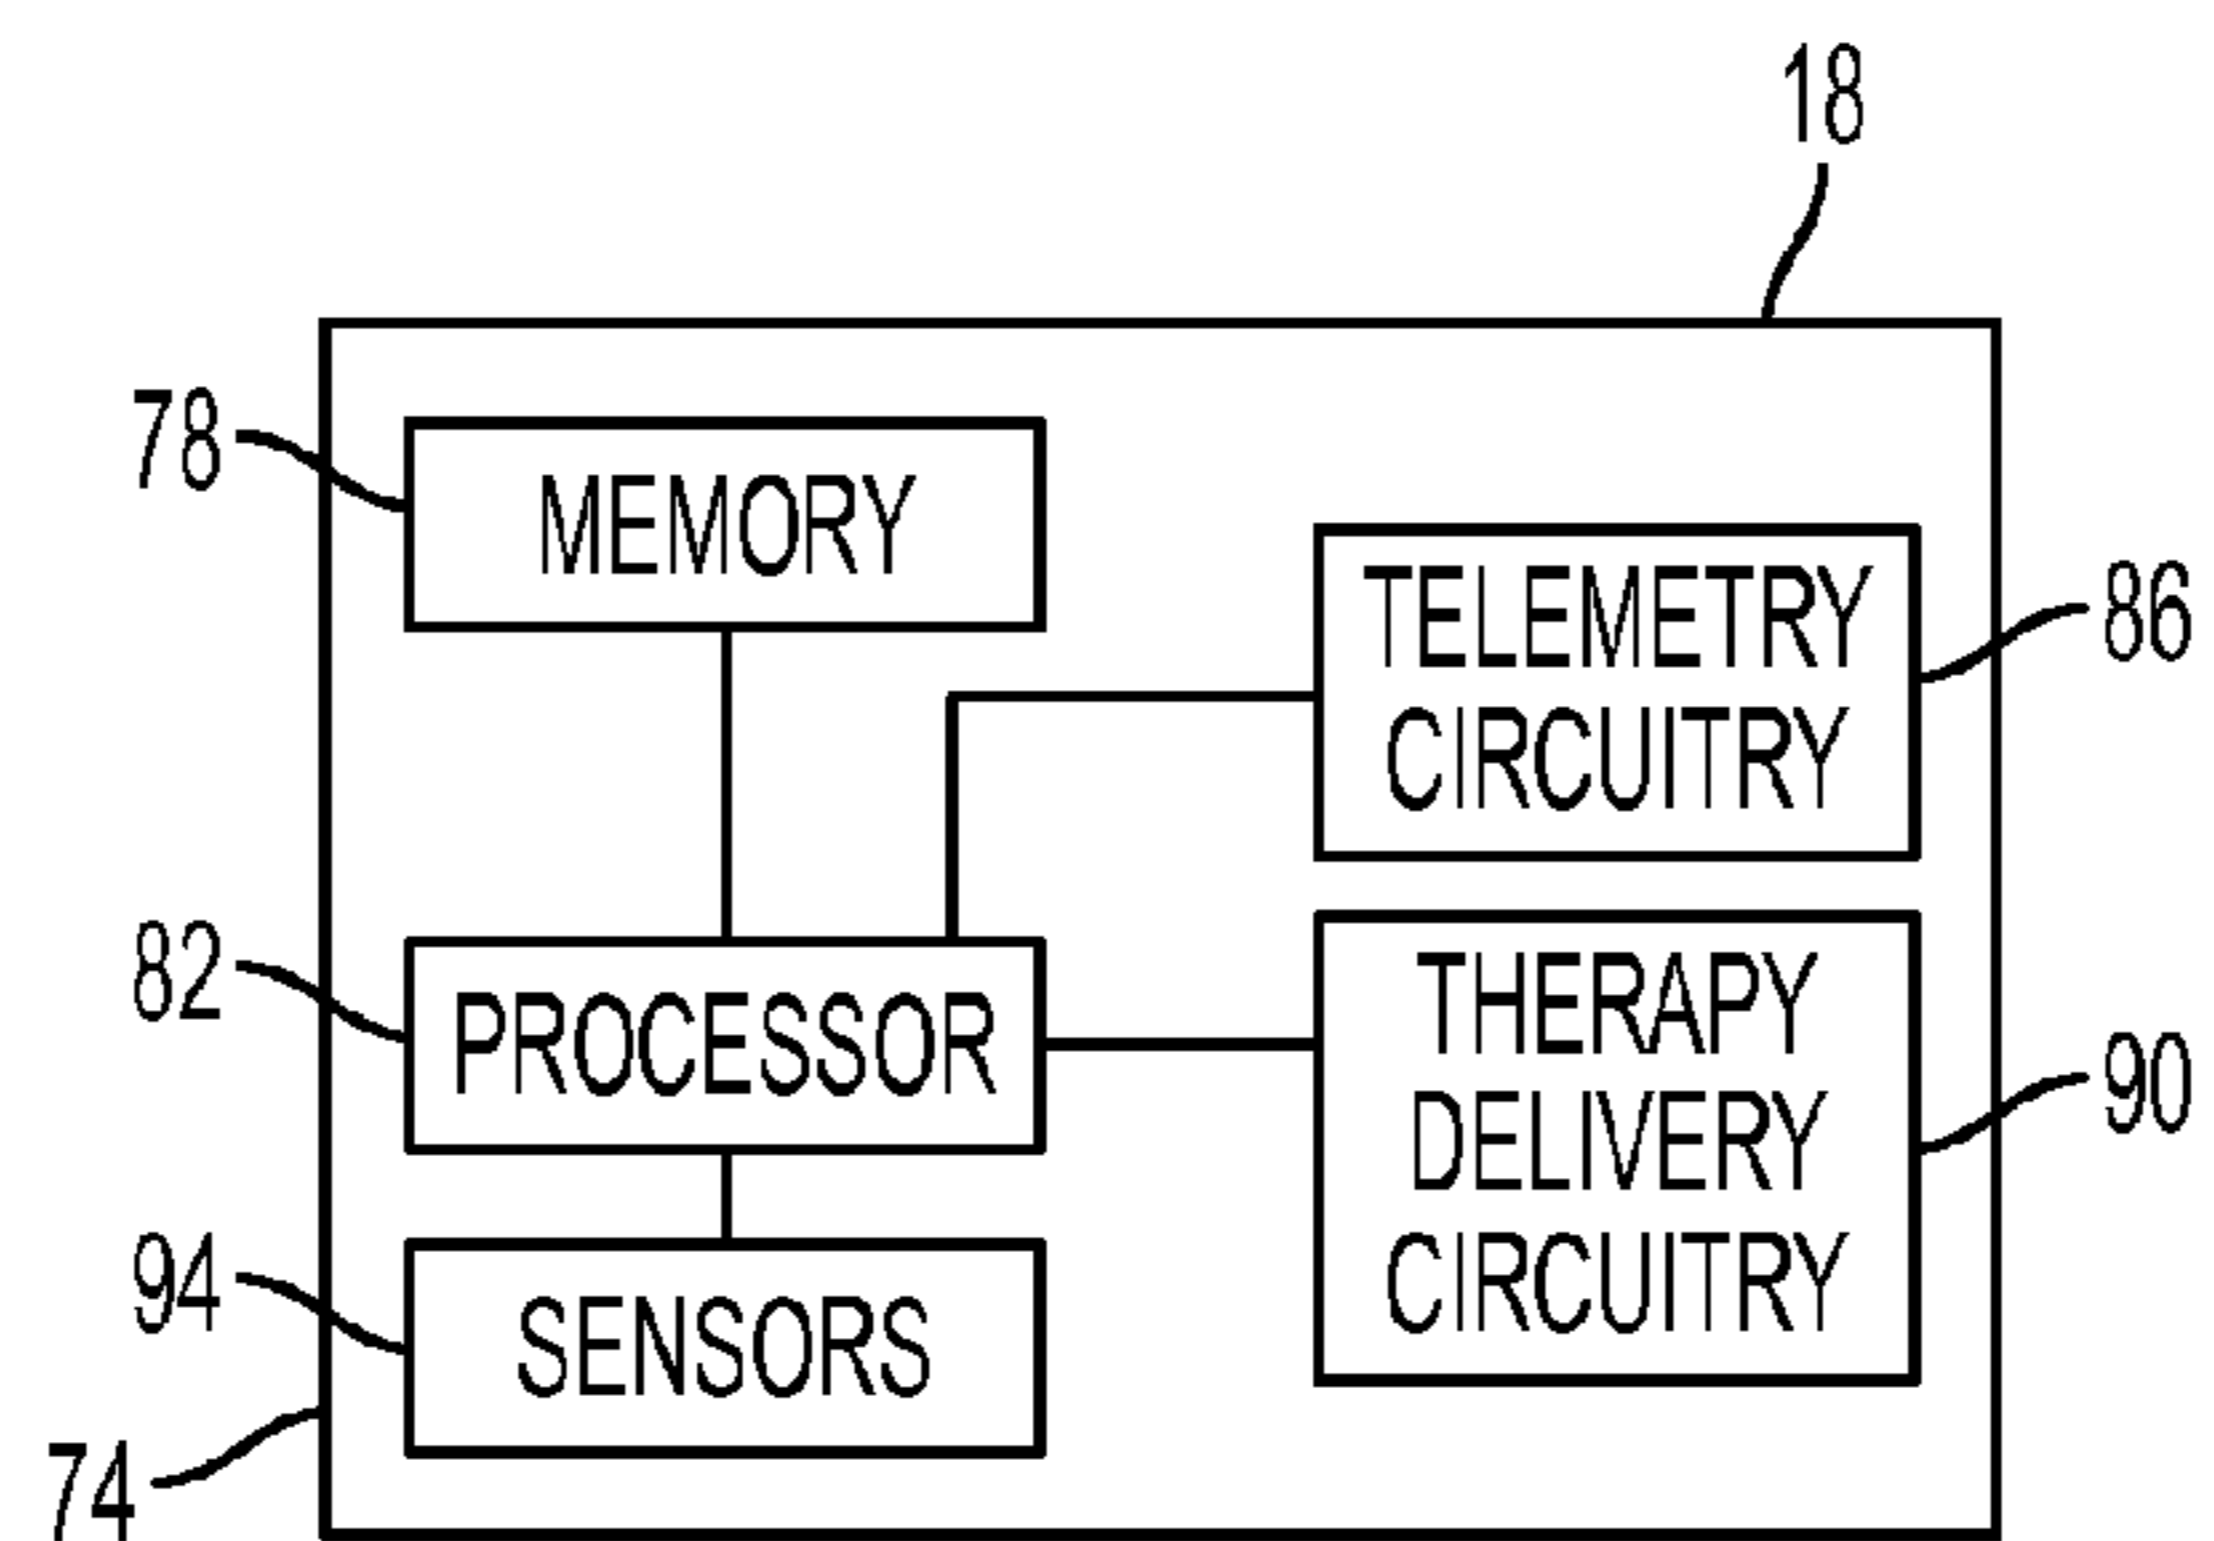 18
78
MEMORY
TELEMETRY
CIRCUITRY
86
82
PROCESSOR
THERAPY
DELIVERY
CIRCUITRY
90
94
SENSORS
74